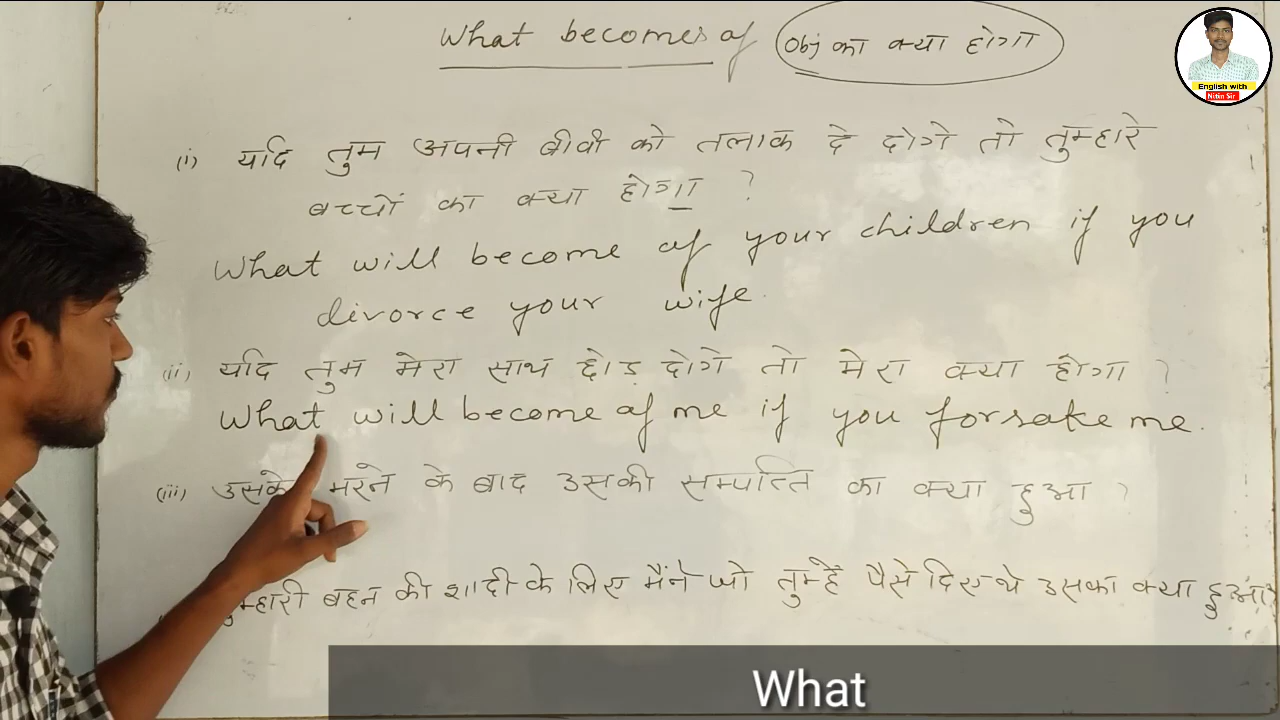 What becomes of obj का क्या होगा
English with
Nitin Sir
(i) यदि तुम अपनी बीवी को तलाक दे दोगे तो तुम्हारे
बच्चों का क्या होगा ?
What will become of your children if you
divorce your wife.
(ii) यदि तुम मेरा साथ छोड़ दोगे तो मेरा क्या होगा ?
What will become of me if you forsake me.
(iii) उसके मरने के बाद उसकी सम्पत्ति का क्या हुआ ?
बहन की शादी के लिए मैंने जो तुम्हें पैसे दिए थे उसका क्या हुआ?
What